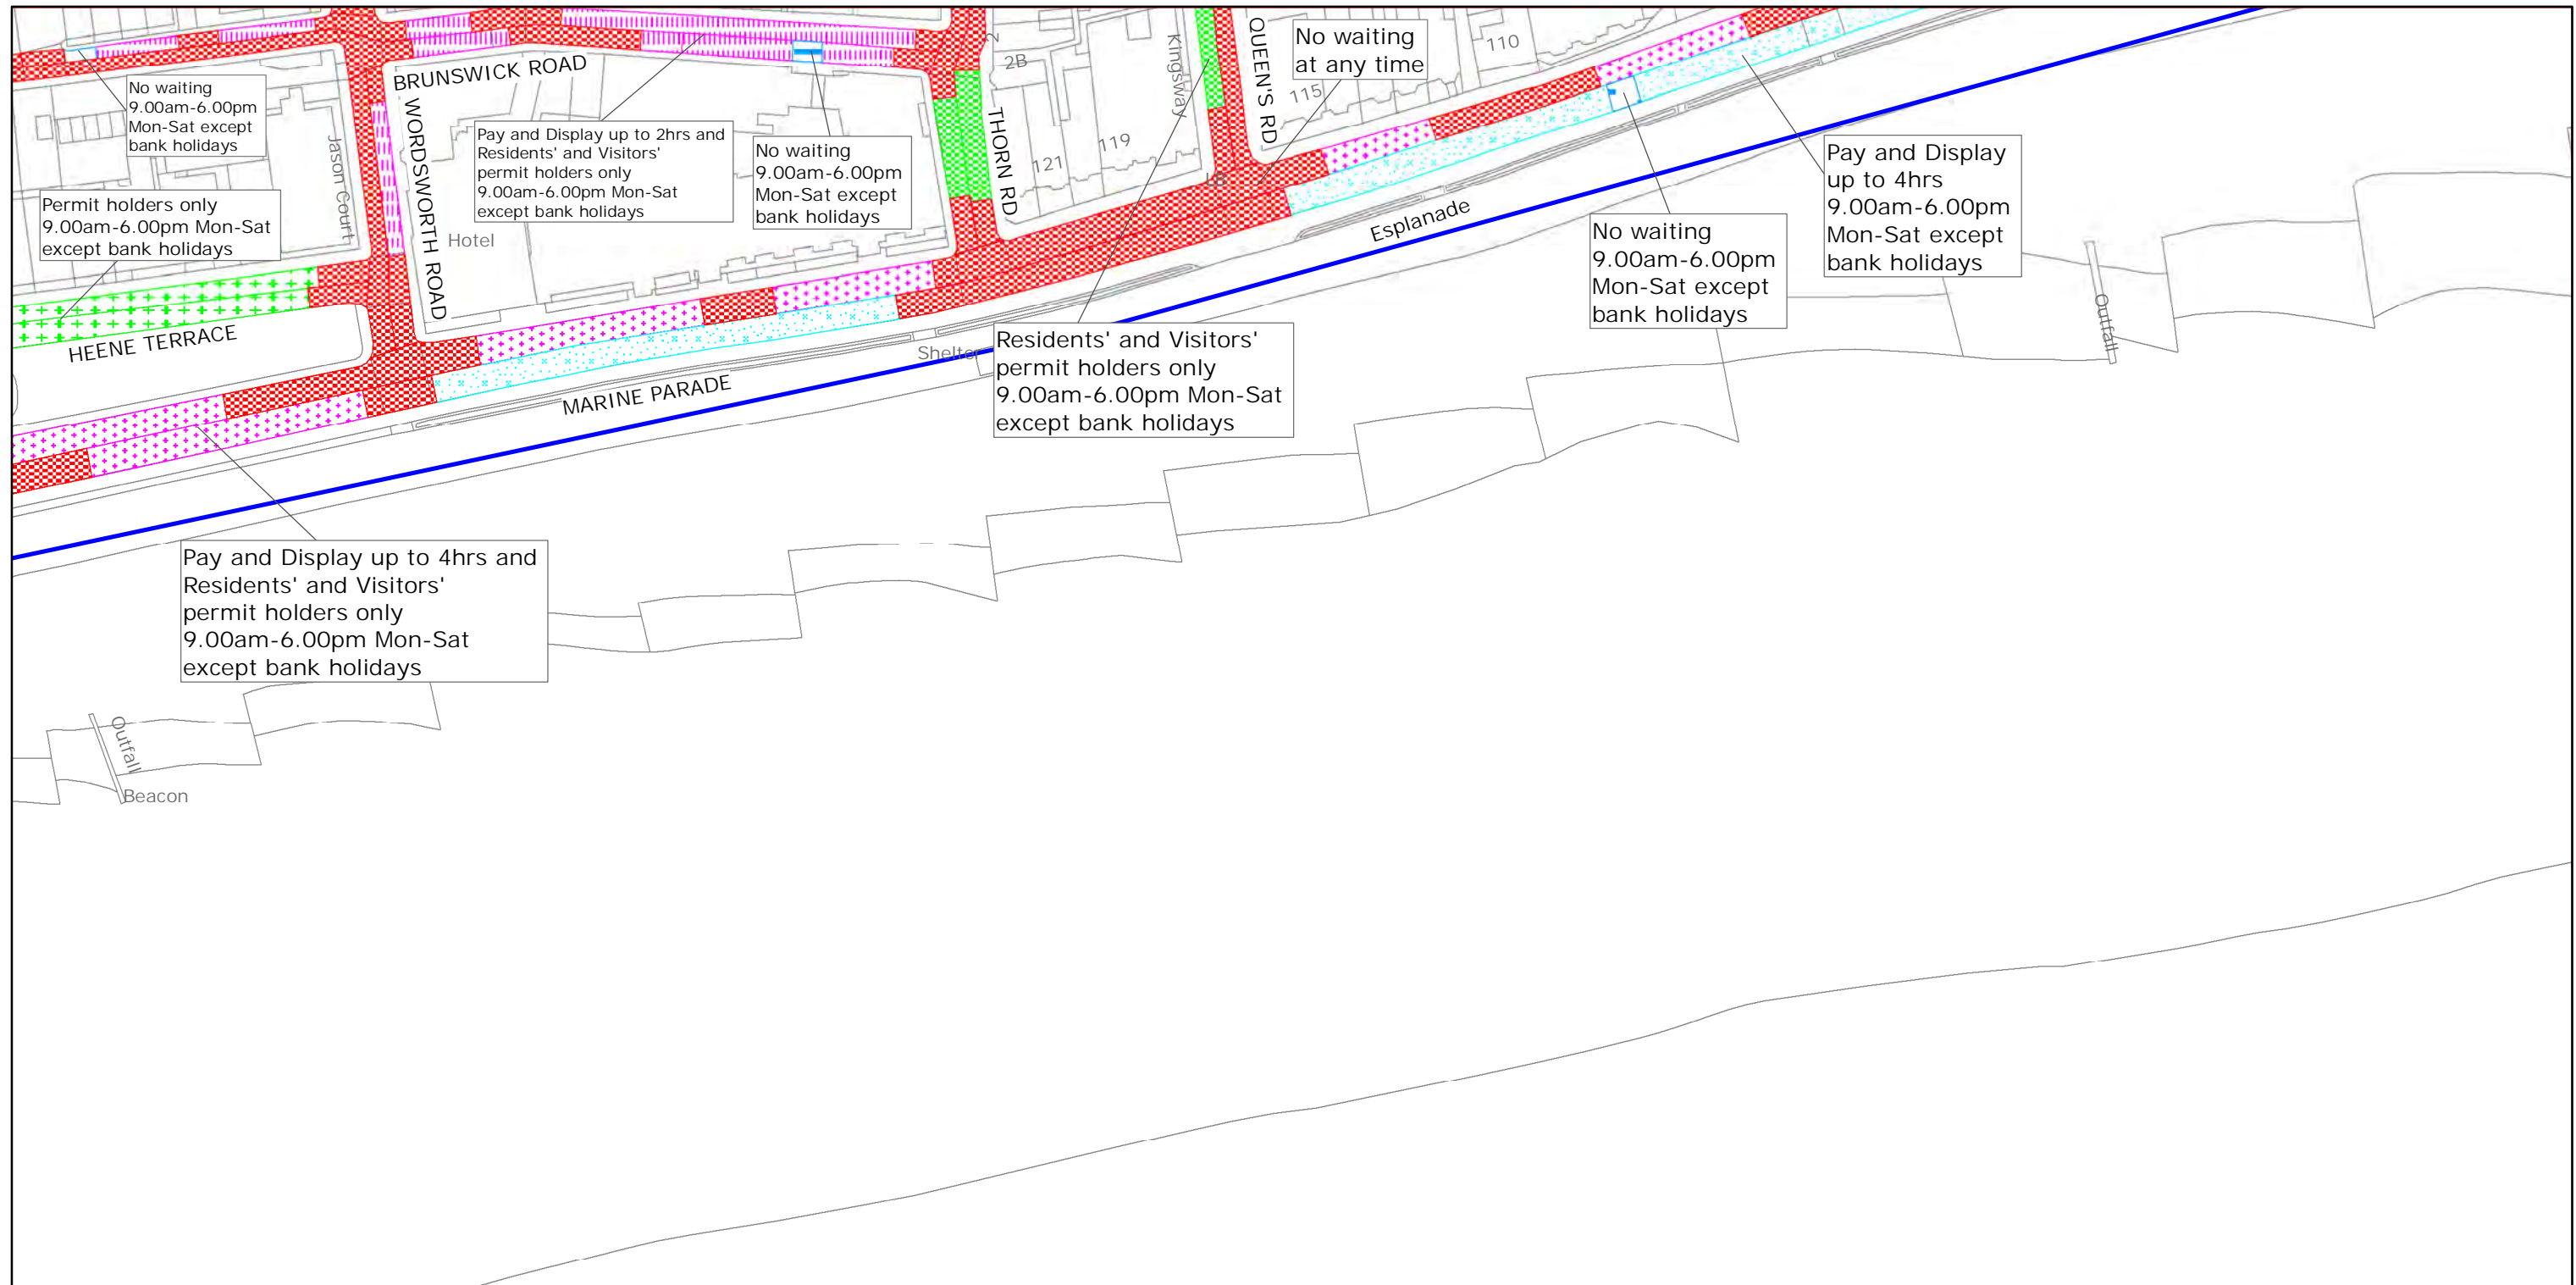 BRUNSWICK ROAD
WORDSWORTH ROAD
Jason Court
No waiting
9.00am-6.00pm
Mon-Sat except
bank holidays
Permit holders only
9.00am-6.00pm Mon-Sat
except bank holidays
HEENE TERRACE
Hotel
Pay and Display up to 2hrs and
Residents' and Visitors'
permit holders only
9.00am-6.00pm Mon-Sat
except bank holidays
No waiting
9.00am-6.00pm
Mon-Sat except
bank holidays
2
2B
THORN RD
121
119
Kingsway
QUEEN'S RD
No waiting
at any time
115
110
Esplanade
Pay and Display
up to 4hrs
9.00am-6.00pm
Mon-Sat except
bank holidays
No waiting
9.00am-6.00pm
Mon-Sat except
bank holidays
Outfall
Shelter
MARINE PARADE
Residents' and Visitors'
permit holders only
9.00am-6.00pm Mon-Sat
except bank holidays
Pay and Display up to 4hrs and
Residents' and Visitors'
permit holders only
9.00am-6.00pm Mon-Sat
except bank holidays
Outfall
Beacon